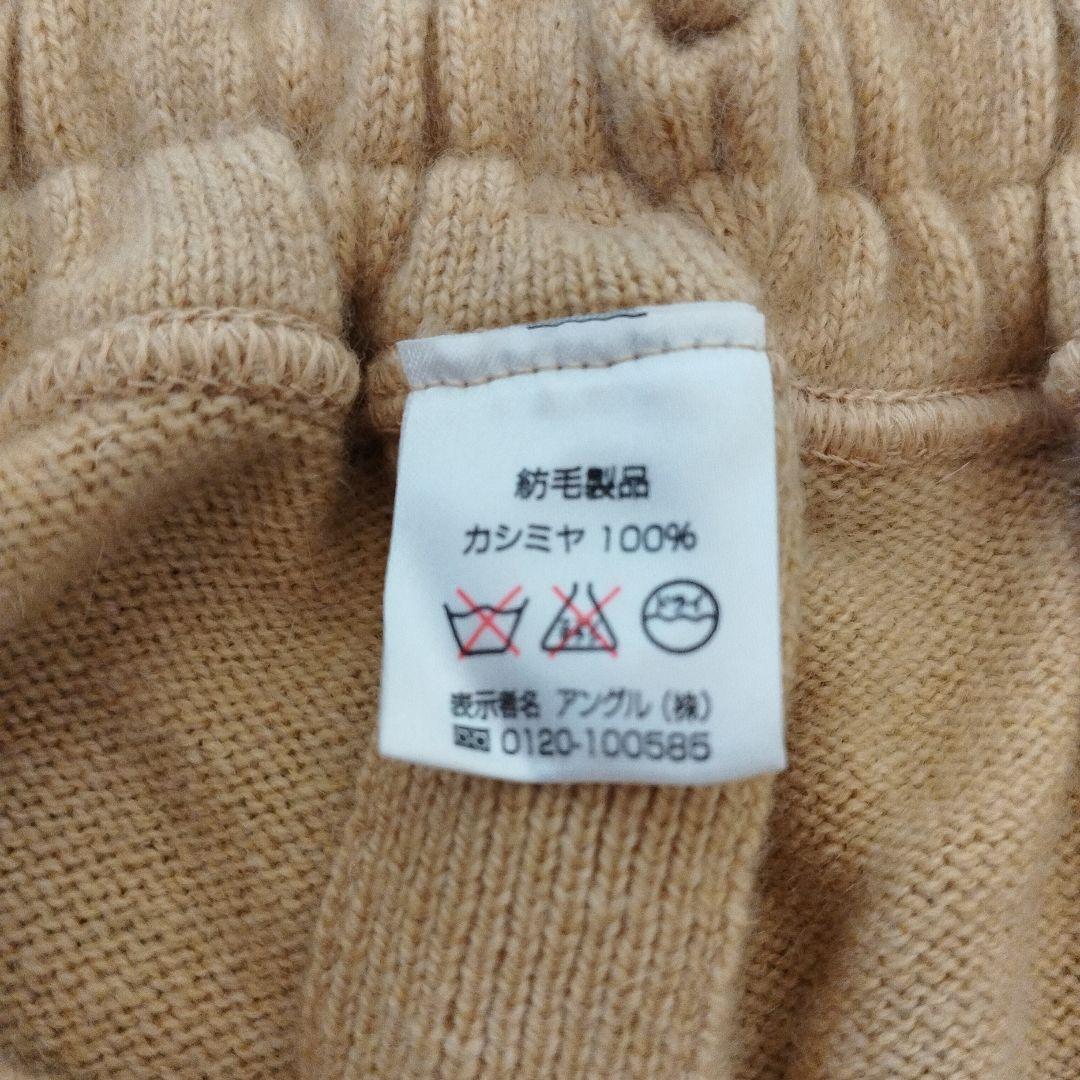 紡毛製品
カシミヤ 100%
ドライ
表示者名 アングル(株)
0120-100585